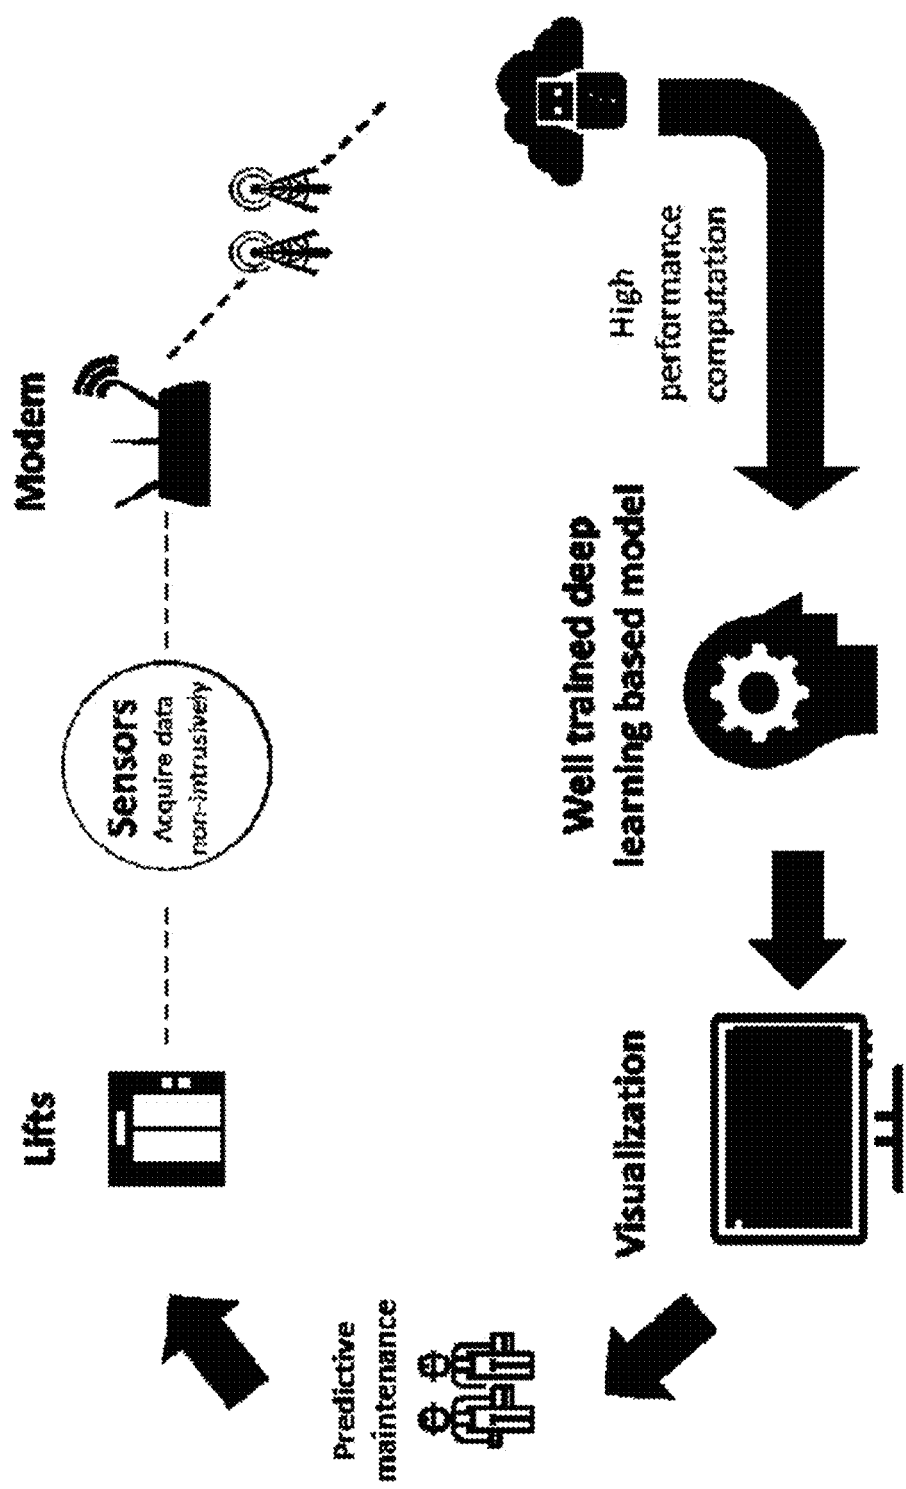 Lifts
Sensors
Acquire data
non-intrusively
Modem
High
performance
computation
Well trained deep
learning based model
Visualization
Predictive
maintenance